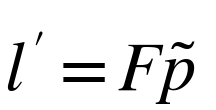 l′ = Fp̃